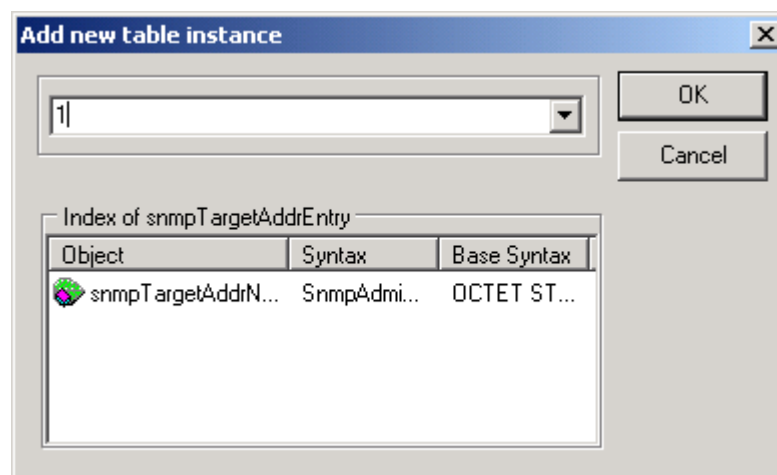 Add new table instance
1
OK
Cancel
Index of snmpTargetAddrEntry
Object Syntax Base Syntax
snmpTargetAddrN... SnmpAdmi... OCTET ST...